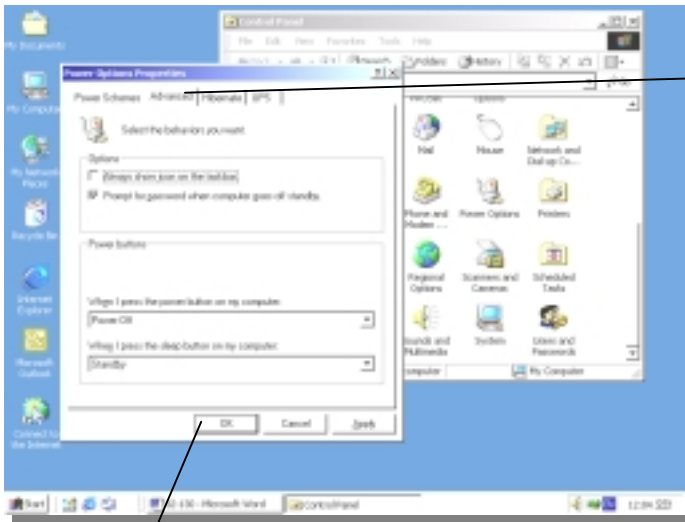 My Documents
My Computer
My Network
Places
Recycle Bin
Internet
Explorer
Microsoft
Outlook
Connect to
the Internet
Control Panel
File Edit View Favorites Tools Help
Search Folders History
Options
Mail
Mouse
Network and
Dial-up Co...
Phone and
Modem ...
Power Options
Printers
Regional
Options
Scanners and
Cameras
Scheduled
Tasks
Sounds and
Multimedia
System
Users and
Passwords
My Computer
Power Options Properties
Power Schemes Advanced Hibernate UPS
Select the behaviors you want.
Options
Always show icon on the taskbar.
Prompt for password when computer goes off standby.
Power buttons
When I press the power button on my computer:
Power Off
When I press the sleep button on my computer:
Standby
OK Cancel Apply
Start
Microsoft Word
Control Panel